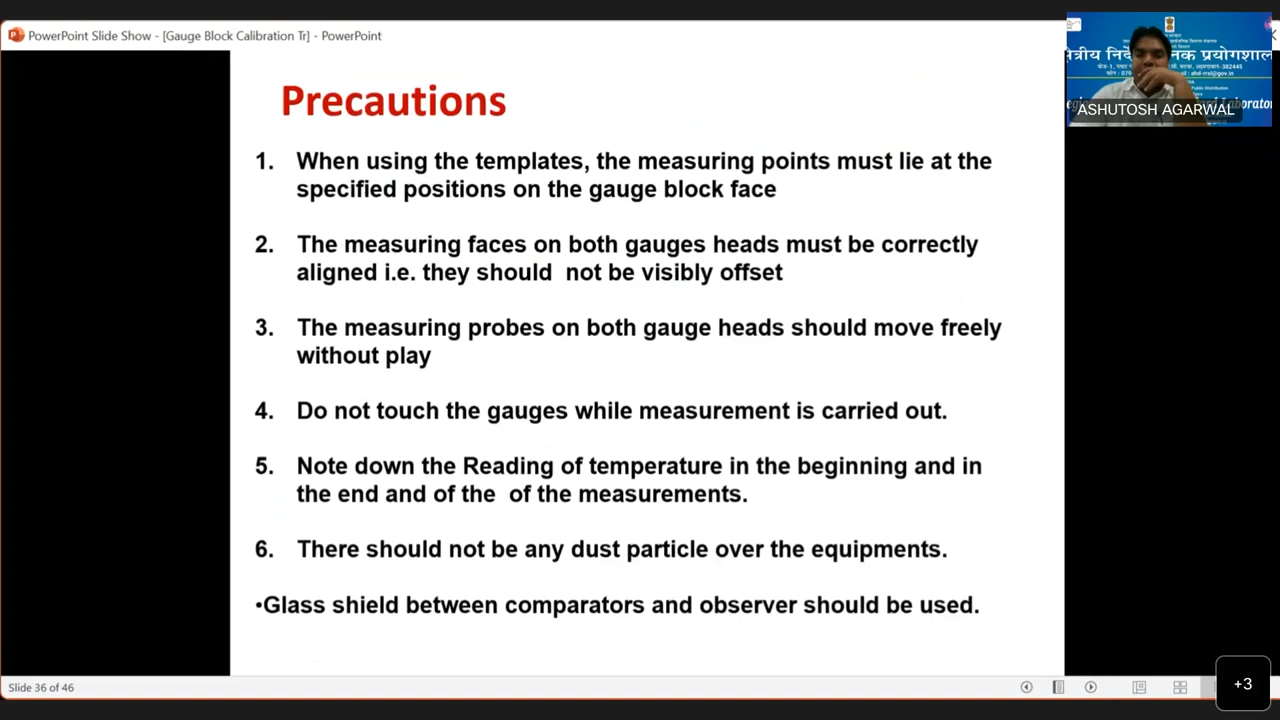 PowerPoint Slide Show - [Gauge Block Calibration Tr] - PowerPoint
Precautions
1. When using the templates, the measuring points must lie at the
specified positions on the gauge block face
2. The measuring faces on both gauges heads must be correctly
aligned i.e. they should not be visibly offset
3. The measuring probes on both gauge heads should move freely
without play
4. Do not touch the gauges while measurement is carried out.
5. Note down the Reading of temperature in the beginning and in
the end and of the of the measurements.
6. There should not be any dust particle over the equipments.
•Glass shield between comparators and observer should be used.
ASHUTOSH AGARWAL
Slide 36 of 46
+3